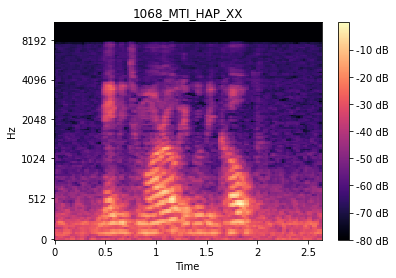 1068_MTI_HAP_XX
Hz
8192
4096
2048
1024
512
0
0 0.5 1 1.5 2 2.5
Time
-10 dB
-20 dB
-30 dB
-40 dB
-50 dB
-60 dB
-70 dB
-80 dB